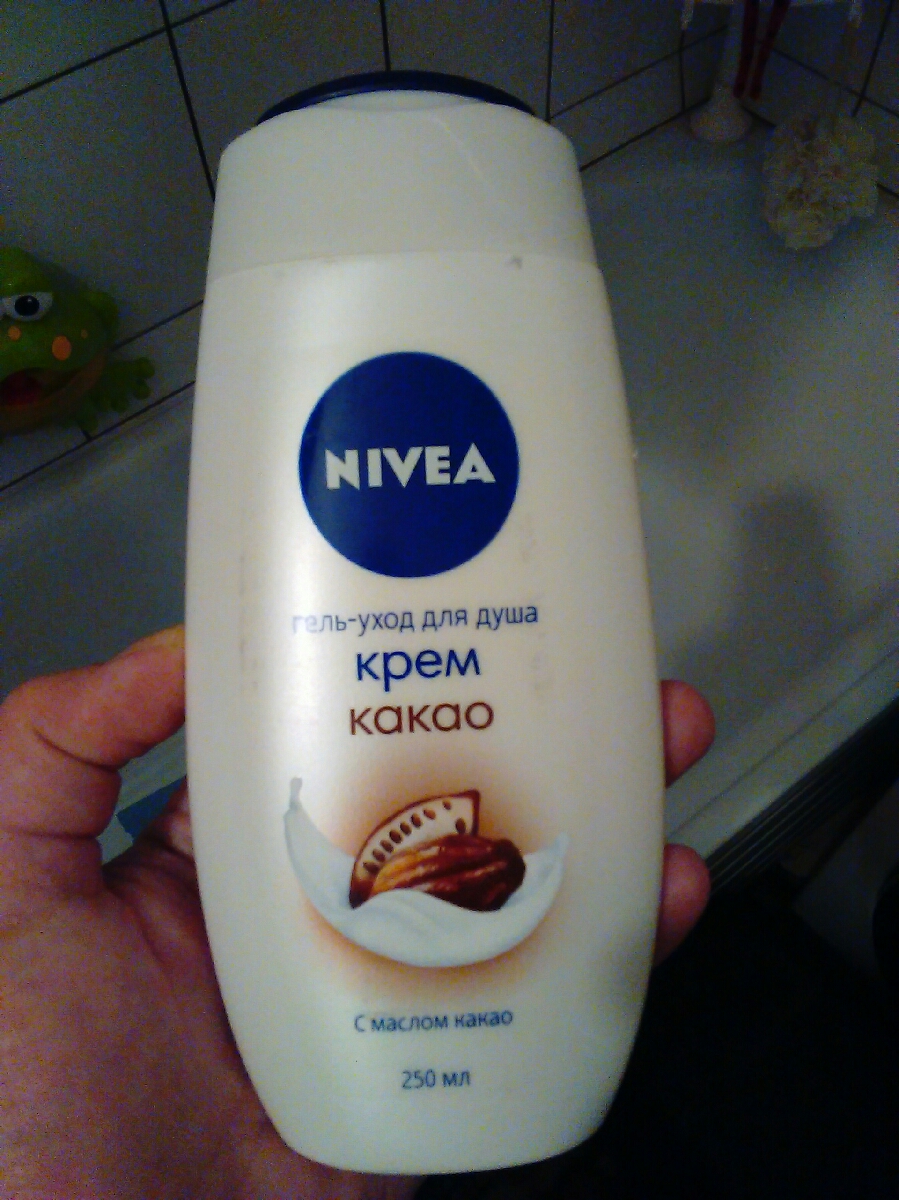 NIVEA
гель-уход для душа
крем
какао
С маслом какао
250 мл